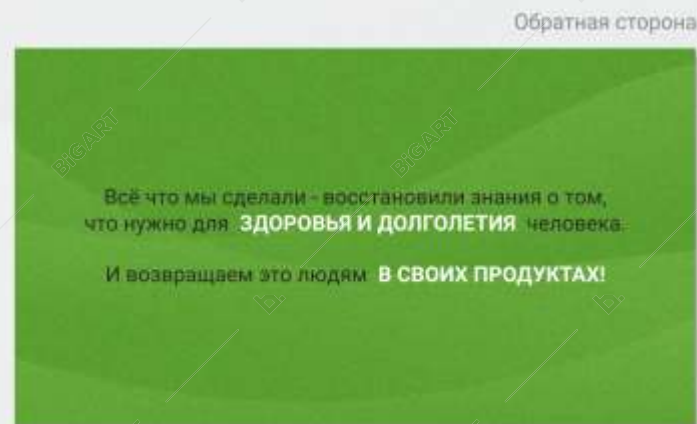 Обратная сторона
Всё что мы сделали - восстановили знания о том,
что нужно для ЗДОРОВЬЯ И ДОЛГОЛЕТИЯ человека.
И возвращаем это людям В СВОИХ ПРОДУКТАХ!
BIGART
BIGART
b.
b.